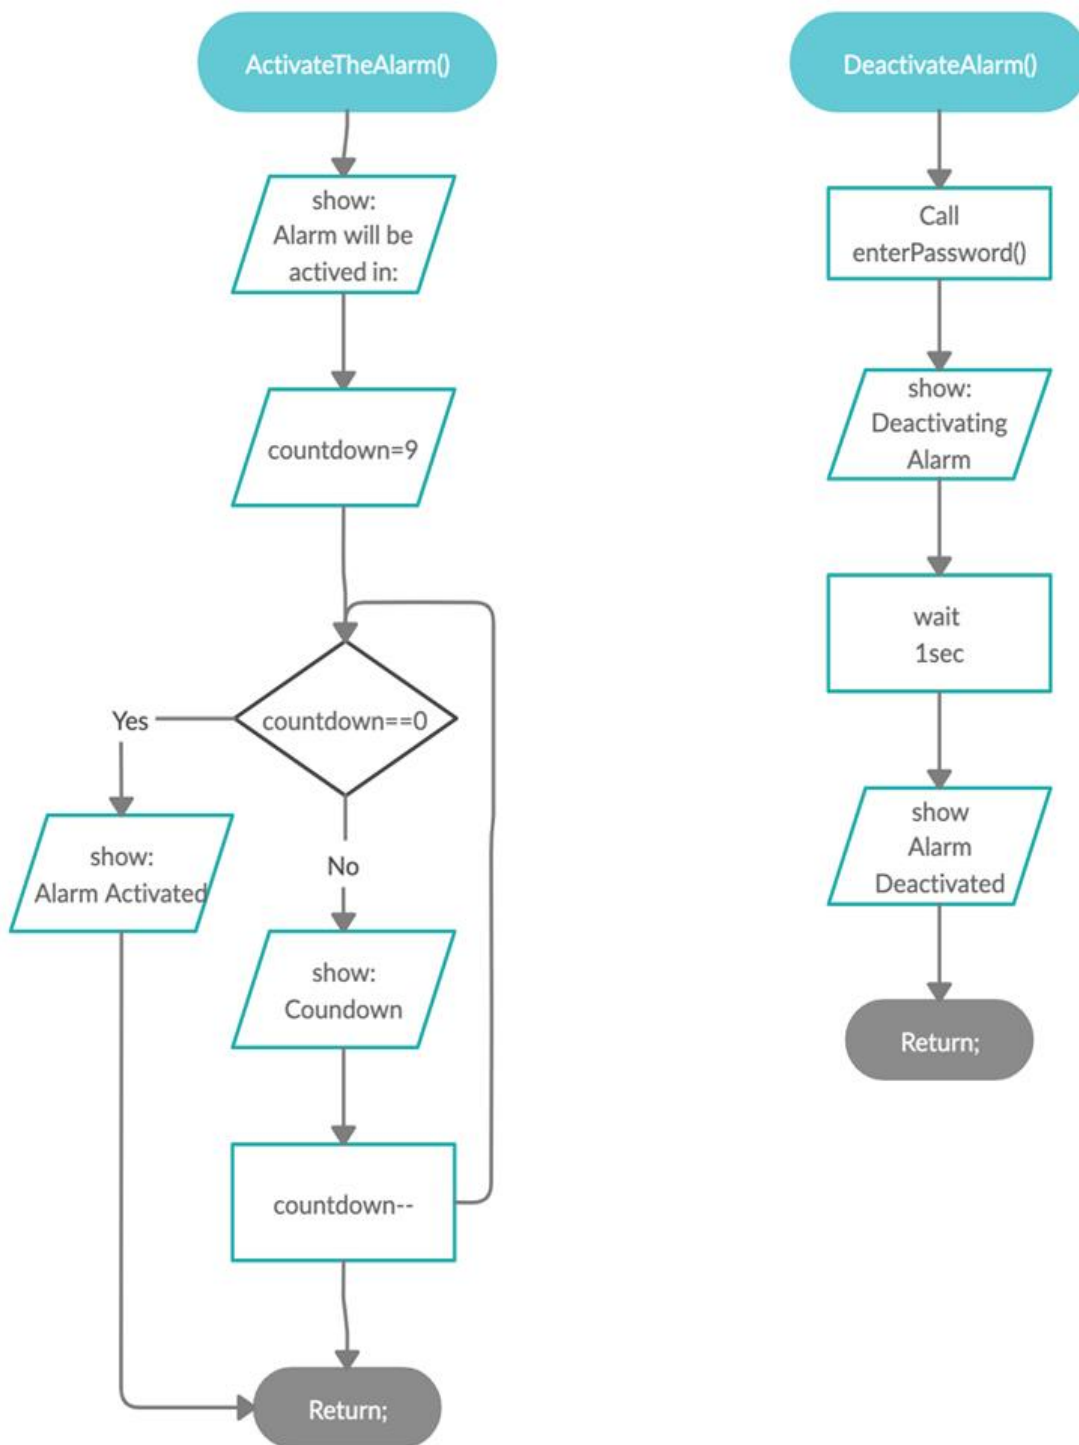 ActivateTheAlarm()
show:
Alarm will be
actived in:
countdown=9
countdown==0
Yes
show:
Alarm Activated
No
show:
Coundown
countdown--
Return;
DeactivateAlarm()
Call
enterPassword()
show:
Deactivating
Alarm
wait
1sec
show
Alarm
Deactivated
Return;